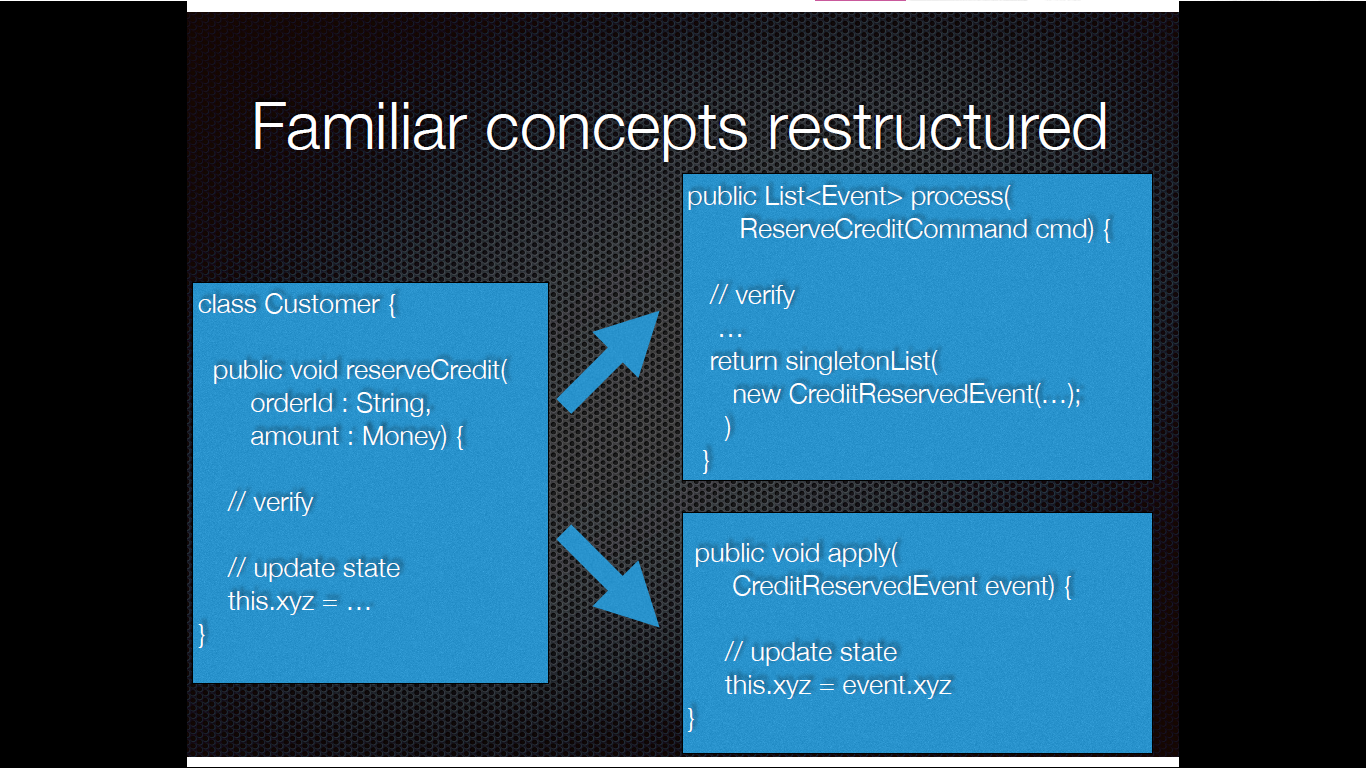 Familiar concepts restructured
class Customer {
public void reserveCredit(
orderId : String,
amount : Money) {
// verify
// update state
this.xyz = …
}
public List<Event> process(
ReserveCreditCommand cmd) {
// verify
…
return singletonList(
new CreditReservedEvent(…);
)
}
public void apply(
CreditReservedEvent event) {
// update state
this.xyz = event.xyz
}